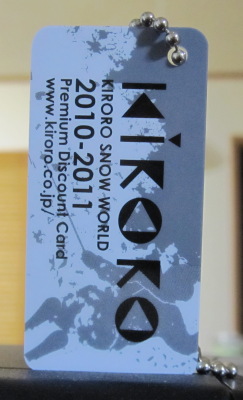 KiRORO
KIRORO SNOW WORLD
2010-2011
Premium Discount Card
www.kiroro.co.jp/